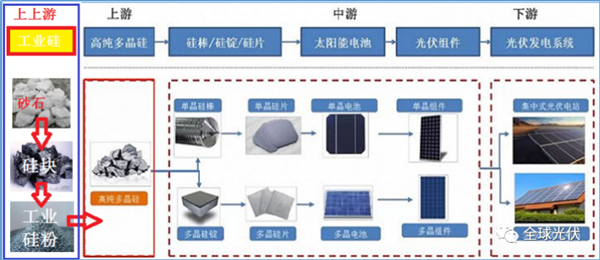 上上游
上游
中游
下游
工业硅
高纯多晶硅
硅棒/硅锭/硅片
太阳能电池
光伏组件
光伏发电系统
砂石
硅块
工业
硅粉
高纯多晶硅
单晶硅棒
单晶硅片
单晶电池
单晶组件
集中式光伏电站
多晶硅锭
多晶硅片
多晶电池
多晶组件
全球光伏